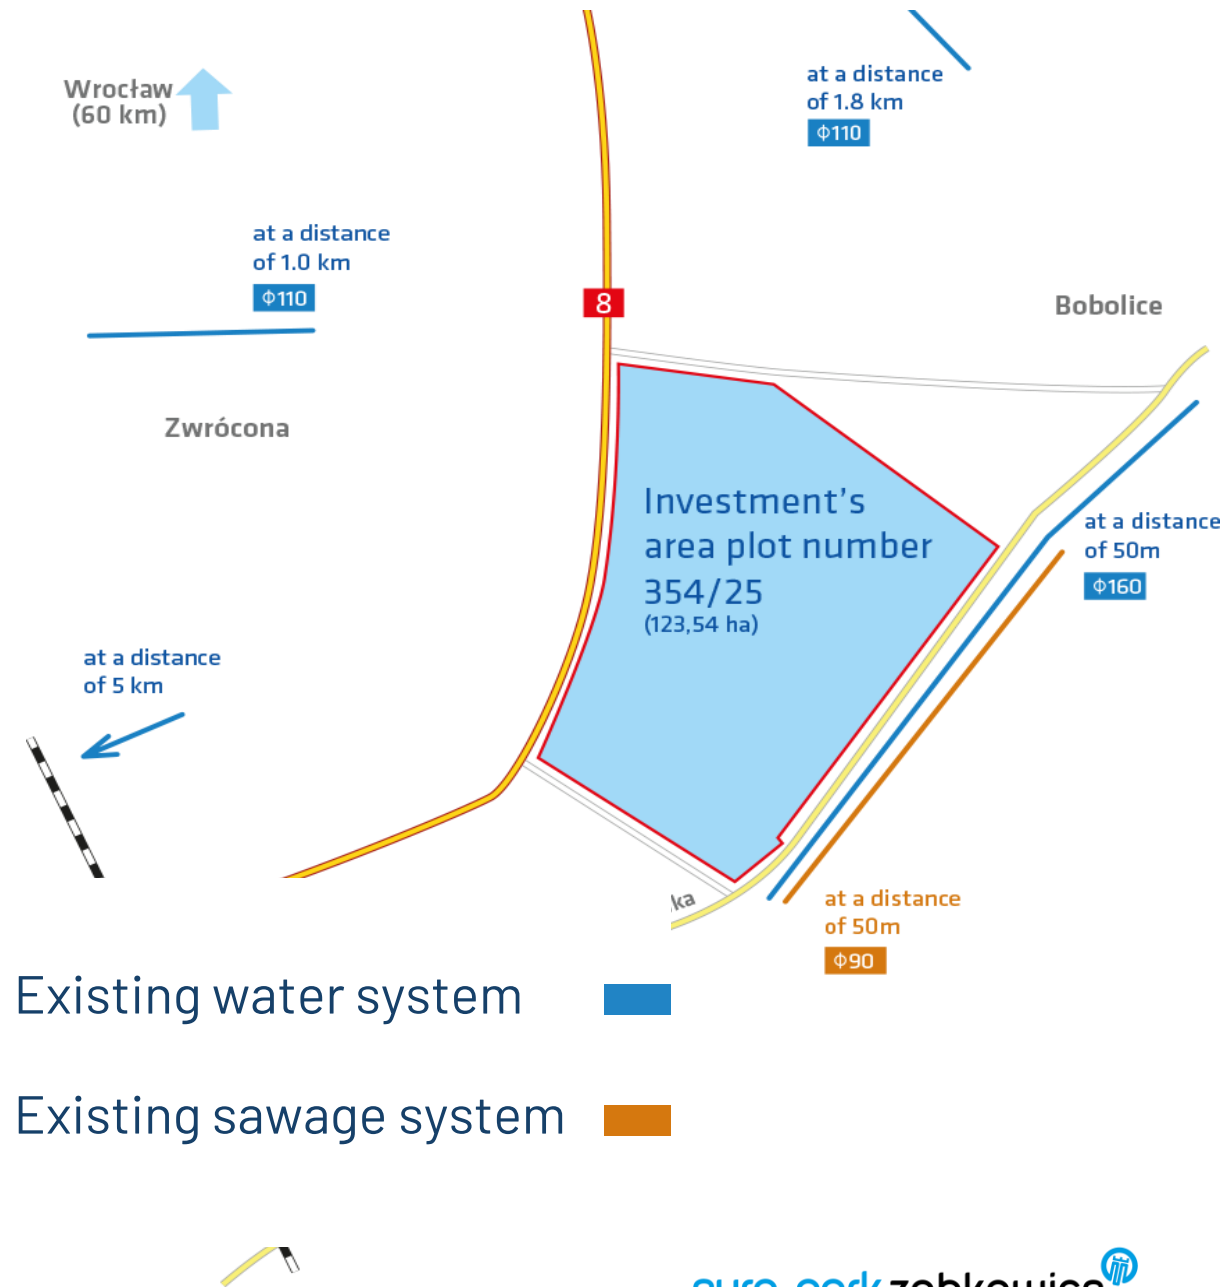 Wrocław
(60 km)
at a distance
of 1.8 km
Φ110
at a distance
of 1.0 km
Φ110
8
Bobolice
Zwrócona
Investment’s
area plot number
354/25
(123,54 ha)
at a distance
of 50m
Φ160
at a distance
of 5 km
ka
at a distance
of 50m
Φ90
Existing water system
Existing sawage system